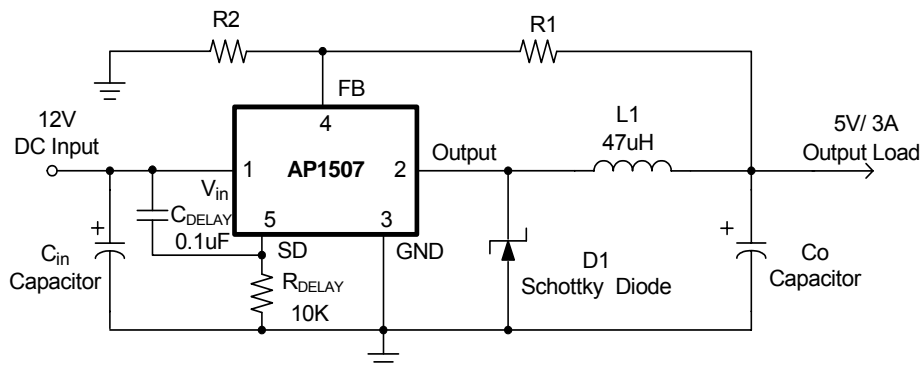 R2
R1
FB
12V
DC Input
4
L1
47uH
5V/ 3A
Output Load
1
AP1507
2
Output
Vin
CDELAY
0.1uF
5
SD
3
GND
+
Cin
Capacitor
RDELAY
10K
D1
Schottky Diode
+
Co
Capacitor